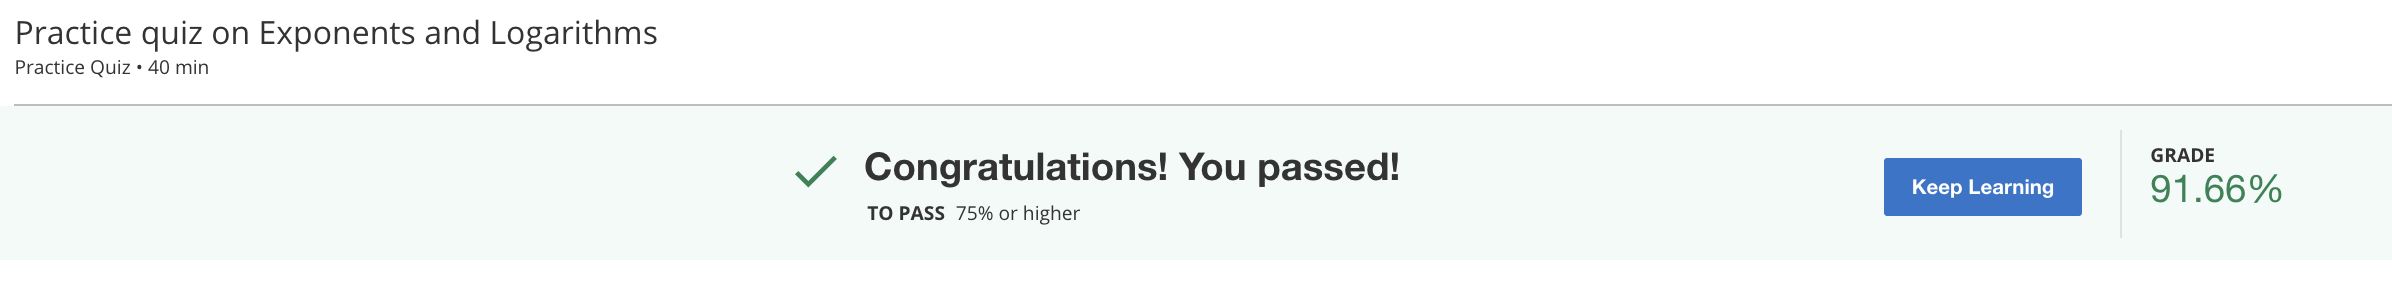 Practice quiz on Exponents and Logarithms
Practice Quiz • 40 min
Congratulations! You passed!
TO PASS 75% or higher
Keep Learning
GRADE
91.66%